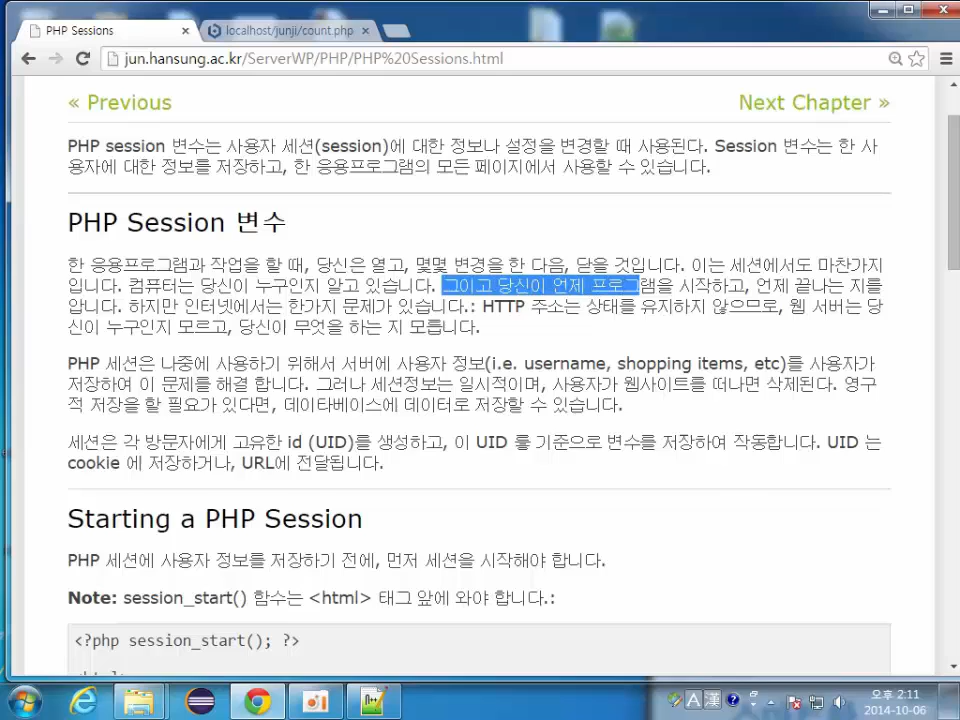 PHP Sessions
localhost/junji/count.php
jun.hansung.ac.kr/ServerWP/PHP/PHP%20Sessions.html
« Previous
Next Chapter »
PHP session 변수는 사용자 세션(session)에 대한 정보나 설정을 변경할 때 사용된다. Session 변수는 한 사
용자에 대한 정보를 저장하고, 한 응용프로그램의 모든 페이지에서 사용할 수 있습니다.
PHP Session 변수
한 응용프로그램과 작업을 할 때, 당신은 열고, 몇몇 변경을 한 다음, 닫을 것입니다. 이는 세션에서도 마찬가지
입니다. 컴퓨터는 당신이 누구인지 알고 있습니다. 그이고 당신이 언제 프로그램을 시작하고, 언제 끝나는 지를
압니다. 하지만 인터넷에서는 한가지 문제가 있습니다.: HTTP 주소는 상태를 유지하지 않으므로, 웹 서버는 당
신이 누구인지 모르고, 당신이 무엇을 하는 지 모릅니다.
PHP 세션은 나중에 사용하기 위해서 서버에 사용자 정보(i.e. username, shopping items, etc)를 사용자가
저장하여 이 문제를 해결 합니다. 그러나 세션정보는 일시적이며, 사용자가 웹사이트를 떠나면 삭제된다. 영구
적 저장을 할 필요가 있다면, 데이타베이스에 데이터로 저장할 수 있습니다.
세션은 각 방문자에게 고유한 id (UID)를 생성하고, 이 UID 룰 기준으로 변수를 저장하여 작동합니다. UID 는
cookie 에 저장하거나, URL에 전달됩니다.
Starting a PHP Session
PHP 세션에 사용자 정보를 저장하기 전에, 먼저 세션을 시작해야 합니다.
Note: session_start() 함수는 <html> 태그 앞에 와야 합니다.:
<?php session_start(); ?>
A 漢
오후 2:11
2014-10-06